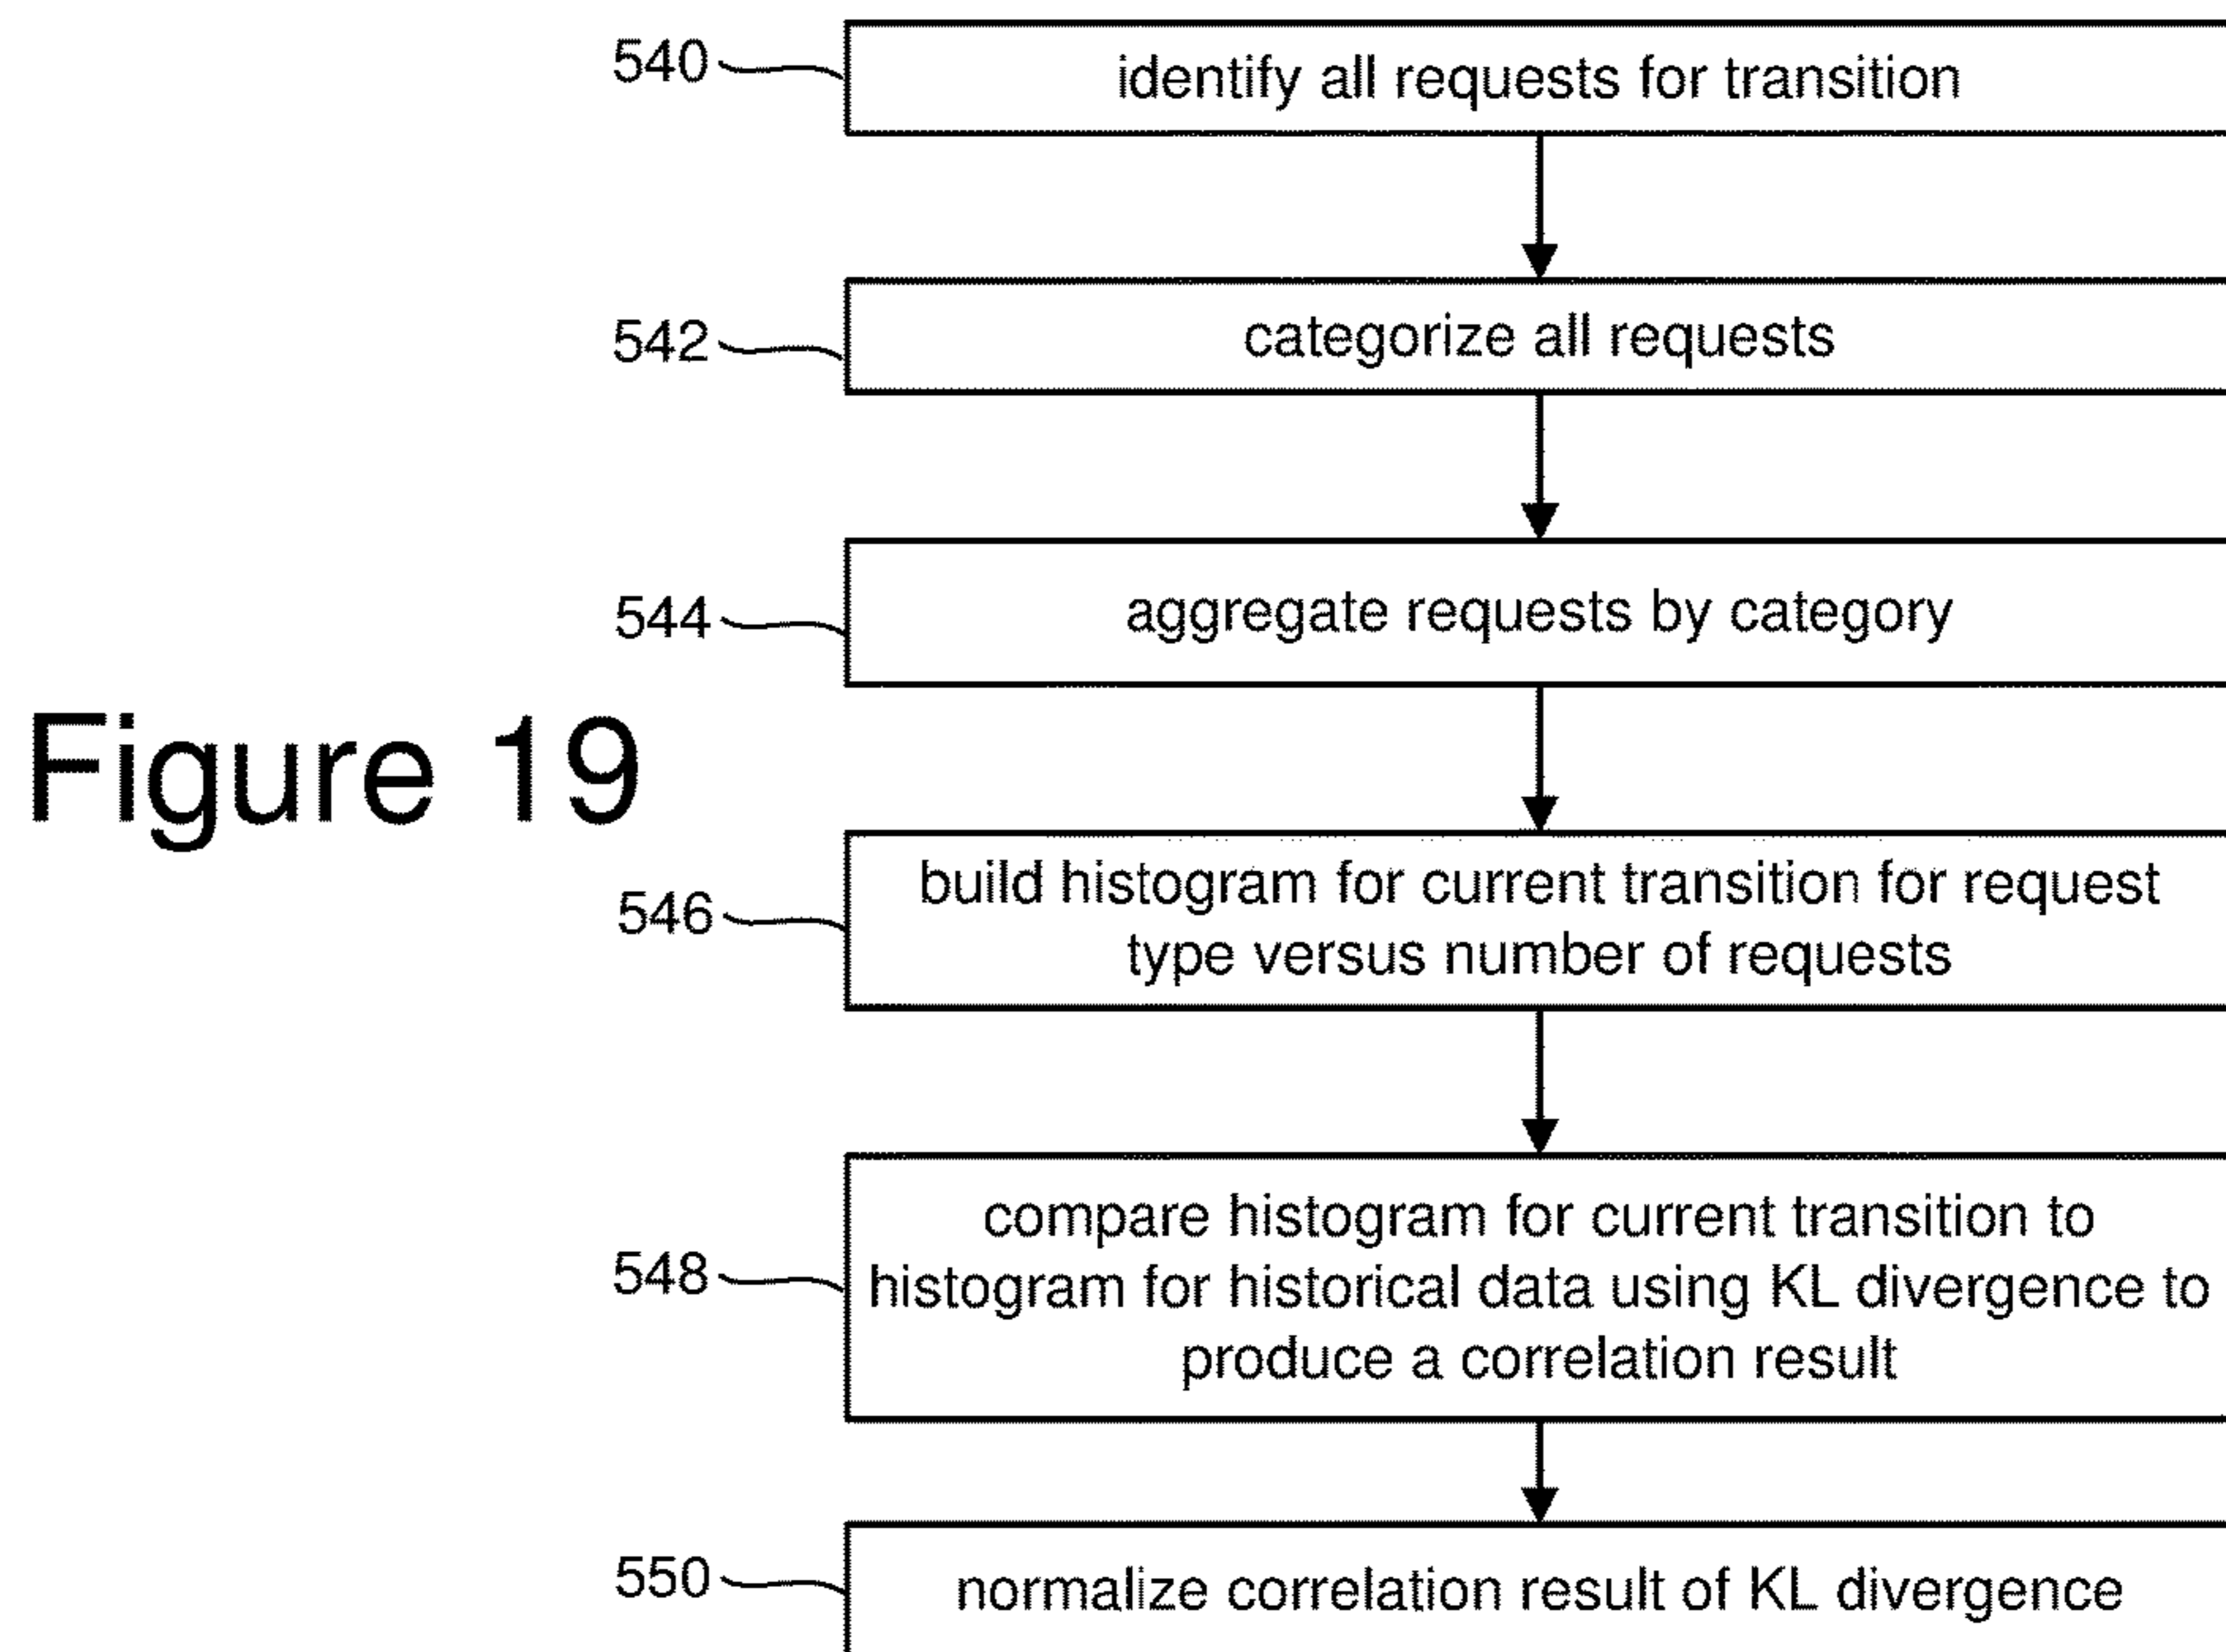 540
identify all requests for transition
542
categorize all requests
544
aggregate requests by category
Figure 19
546
build histogram for current transition for request
type versus number of requests
548
compare histogram for current transition to
histogram for historical data using KL divergence to
produce a correlation result
550
normalize correlation result of KL divergence